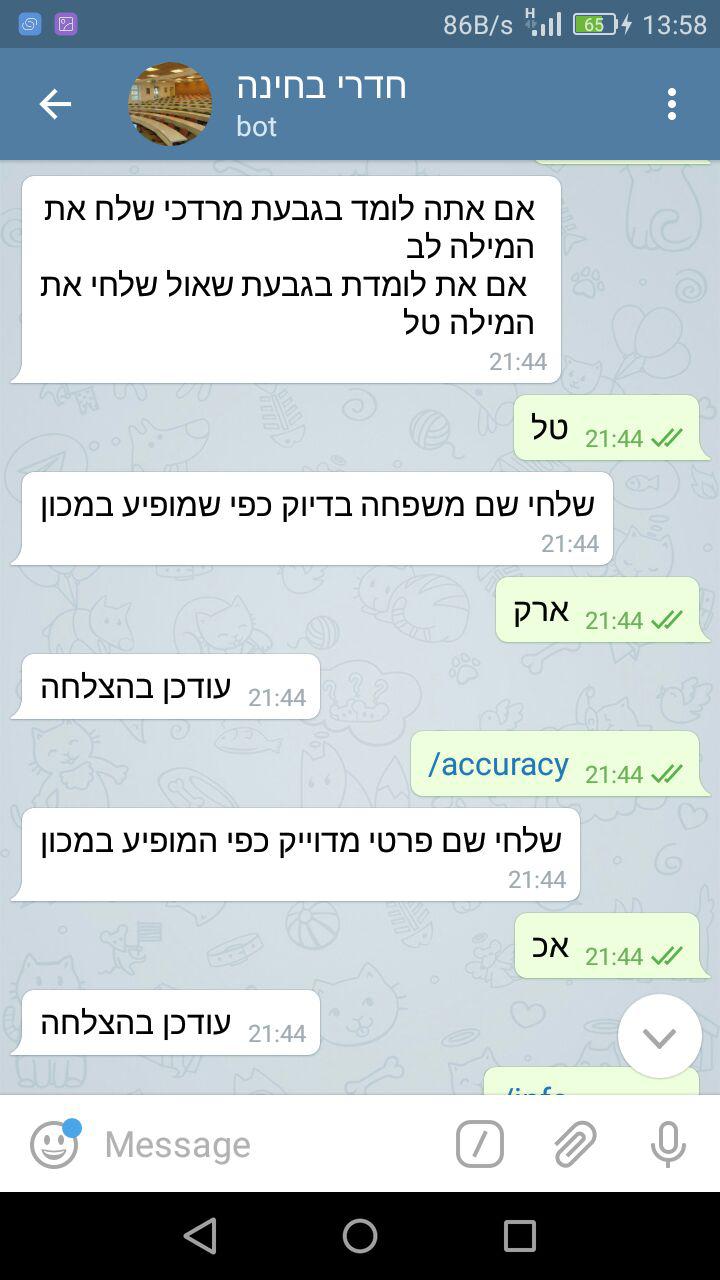 86B/s H 65 13:58
חדרי בחינה
bot
אם אתה לומד בגבעת מרדכי שלח את
המילה לב
אם את לומדת בגבעת שאול שלחי את
המילה טל
21:44
טל 21:44
שלחי שם משפחה בדיוק כפי שמופיע במכון
21:44
ארק 21:44
עודכן בהצלחה 21:44
/accuracy 21:44
שלחי שם פרטי מדוייק כפי המופיע במכון
21:44
אכ 21:44
עודכן בהצלחה 21:44
Message